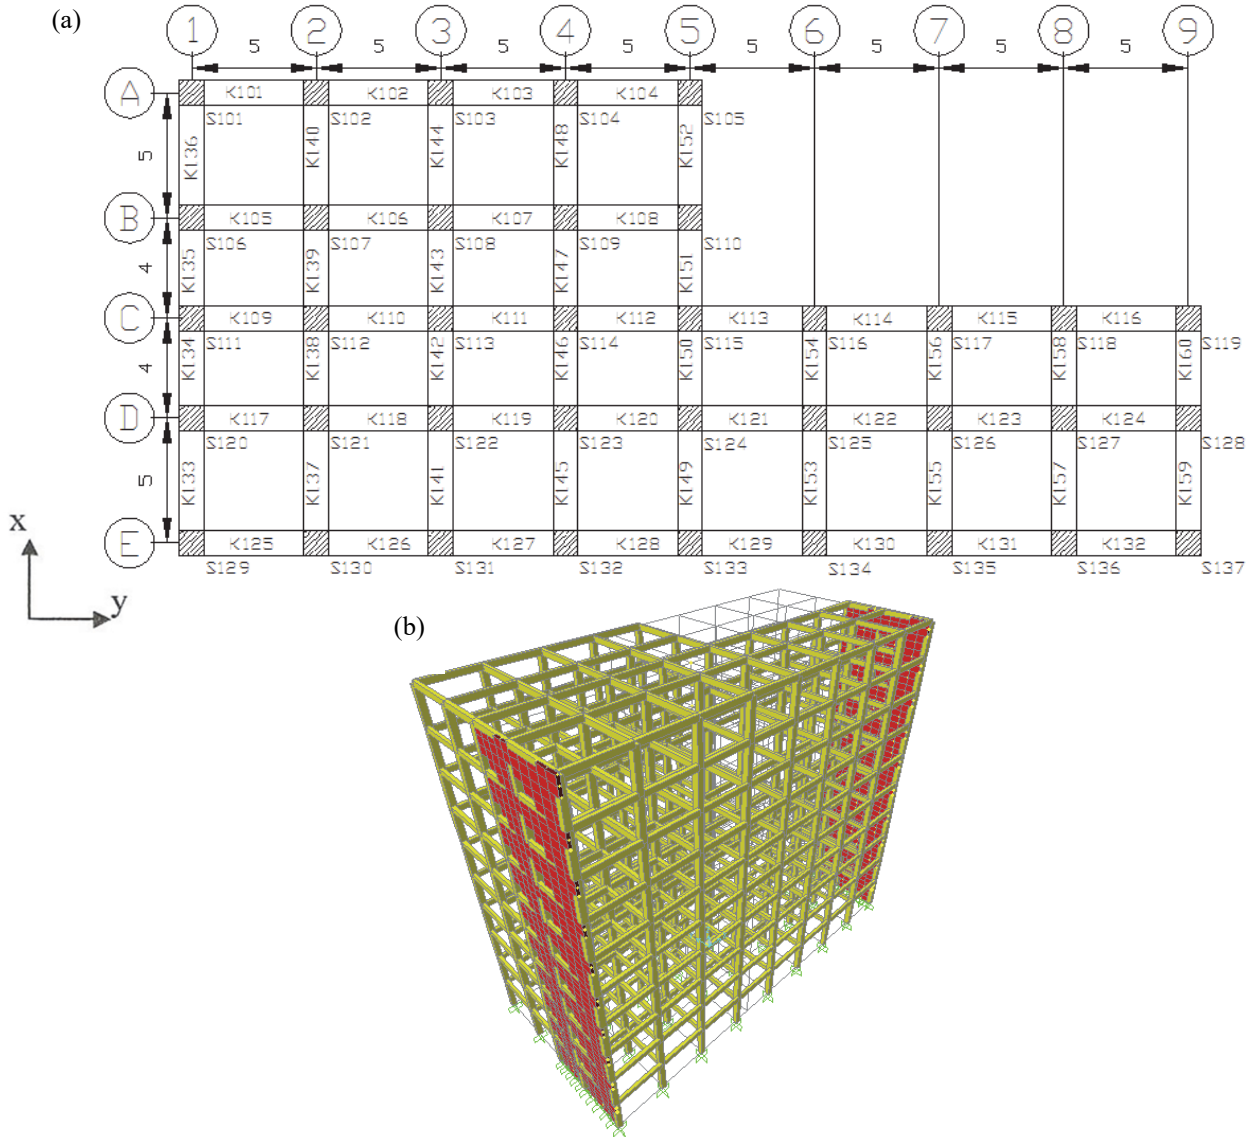 (a)
1 2 3 4 5 6 7 8 9
5 5 5 5 5 5 5 5
A K101 K102 K103 K104
S101 S102 S103 S104 S105
5 K136 K140 K144 K148 K152
B K105 K106 K107 K108
S106 S107 S108 S109 S110
4 K135 K139 K143 K147 K151
C K109 K110 K111 K112 K113 K114 K115 K116
S111 S112 S113 S114 S115 S116 S117 S118 S119
4 K134 K138 K142 K146 K150 K154 K156 K158 K160
D K117 K118 K119 K120 K121 K122 K123 K124
S120 S121 S122 S123 S124 S125 S126 S127 S128
5 K133 K137 K141 K145 K149 K153 K155 K157 K159
E K125 K126 K127 K128 K129 K130 K131 K132
S129 S130 S131 S132 S133 S134 S135 S136 S137
x
y
(b)